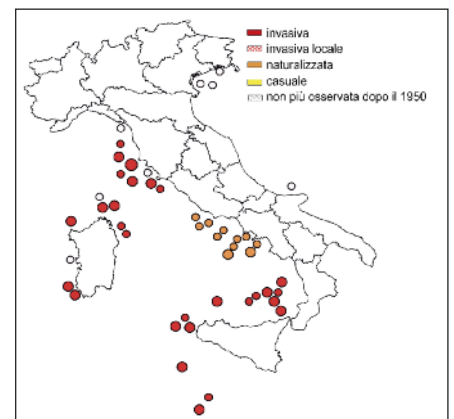 invasiva
invasiva locale
naturalizzata
casuale
non più osservata dopo il 1950